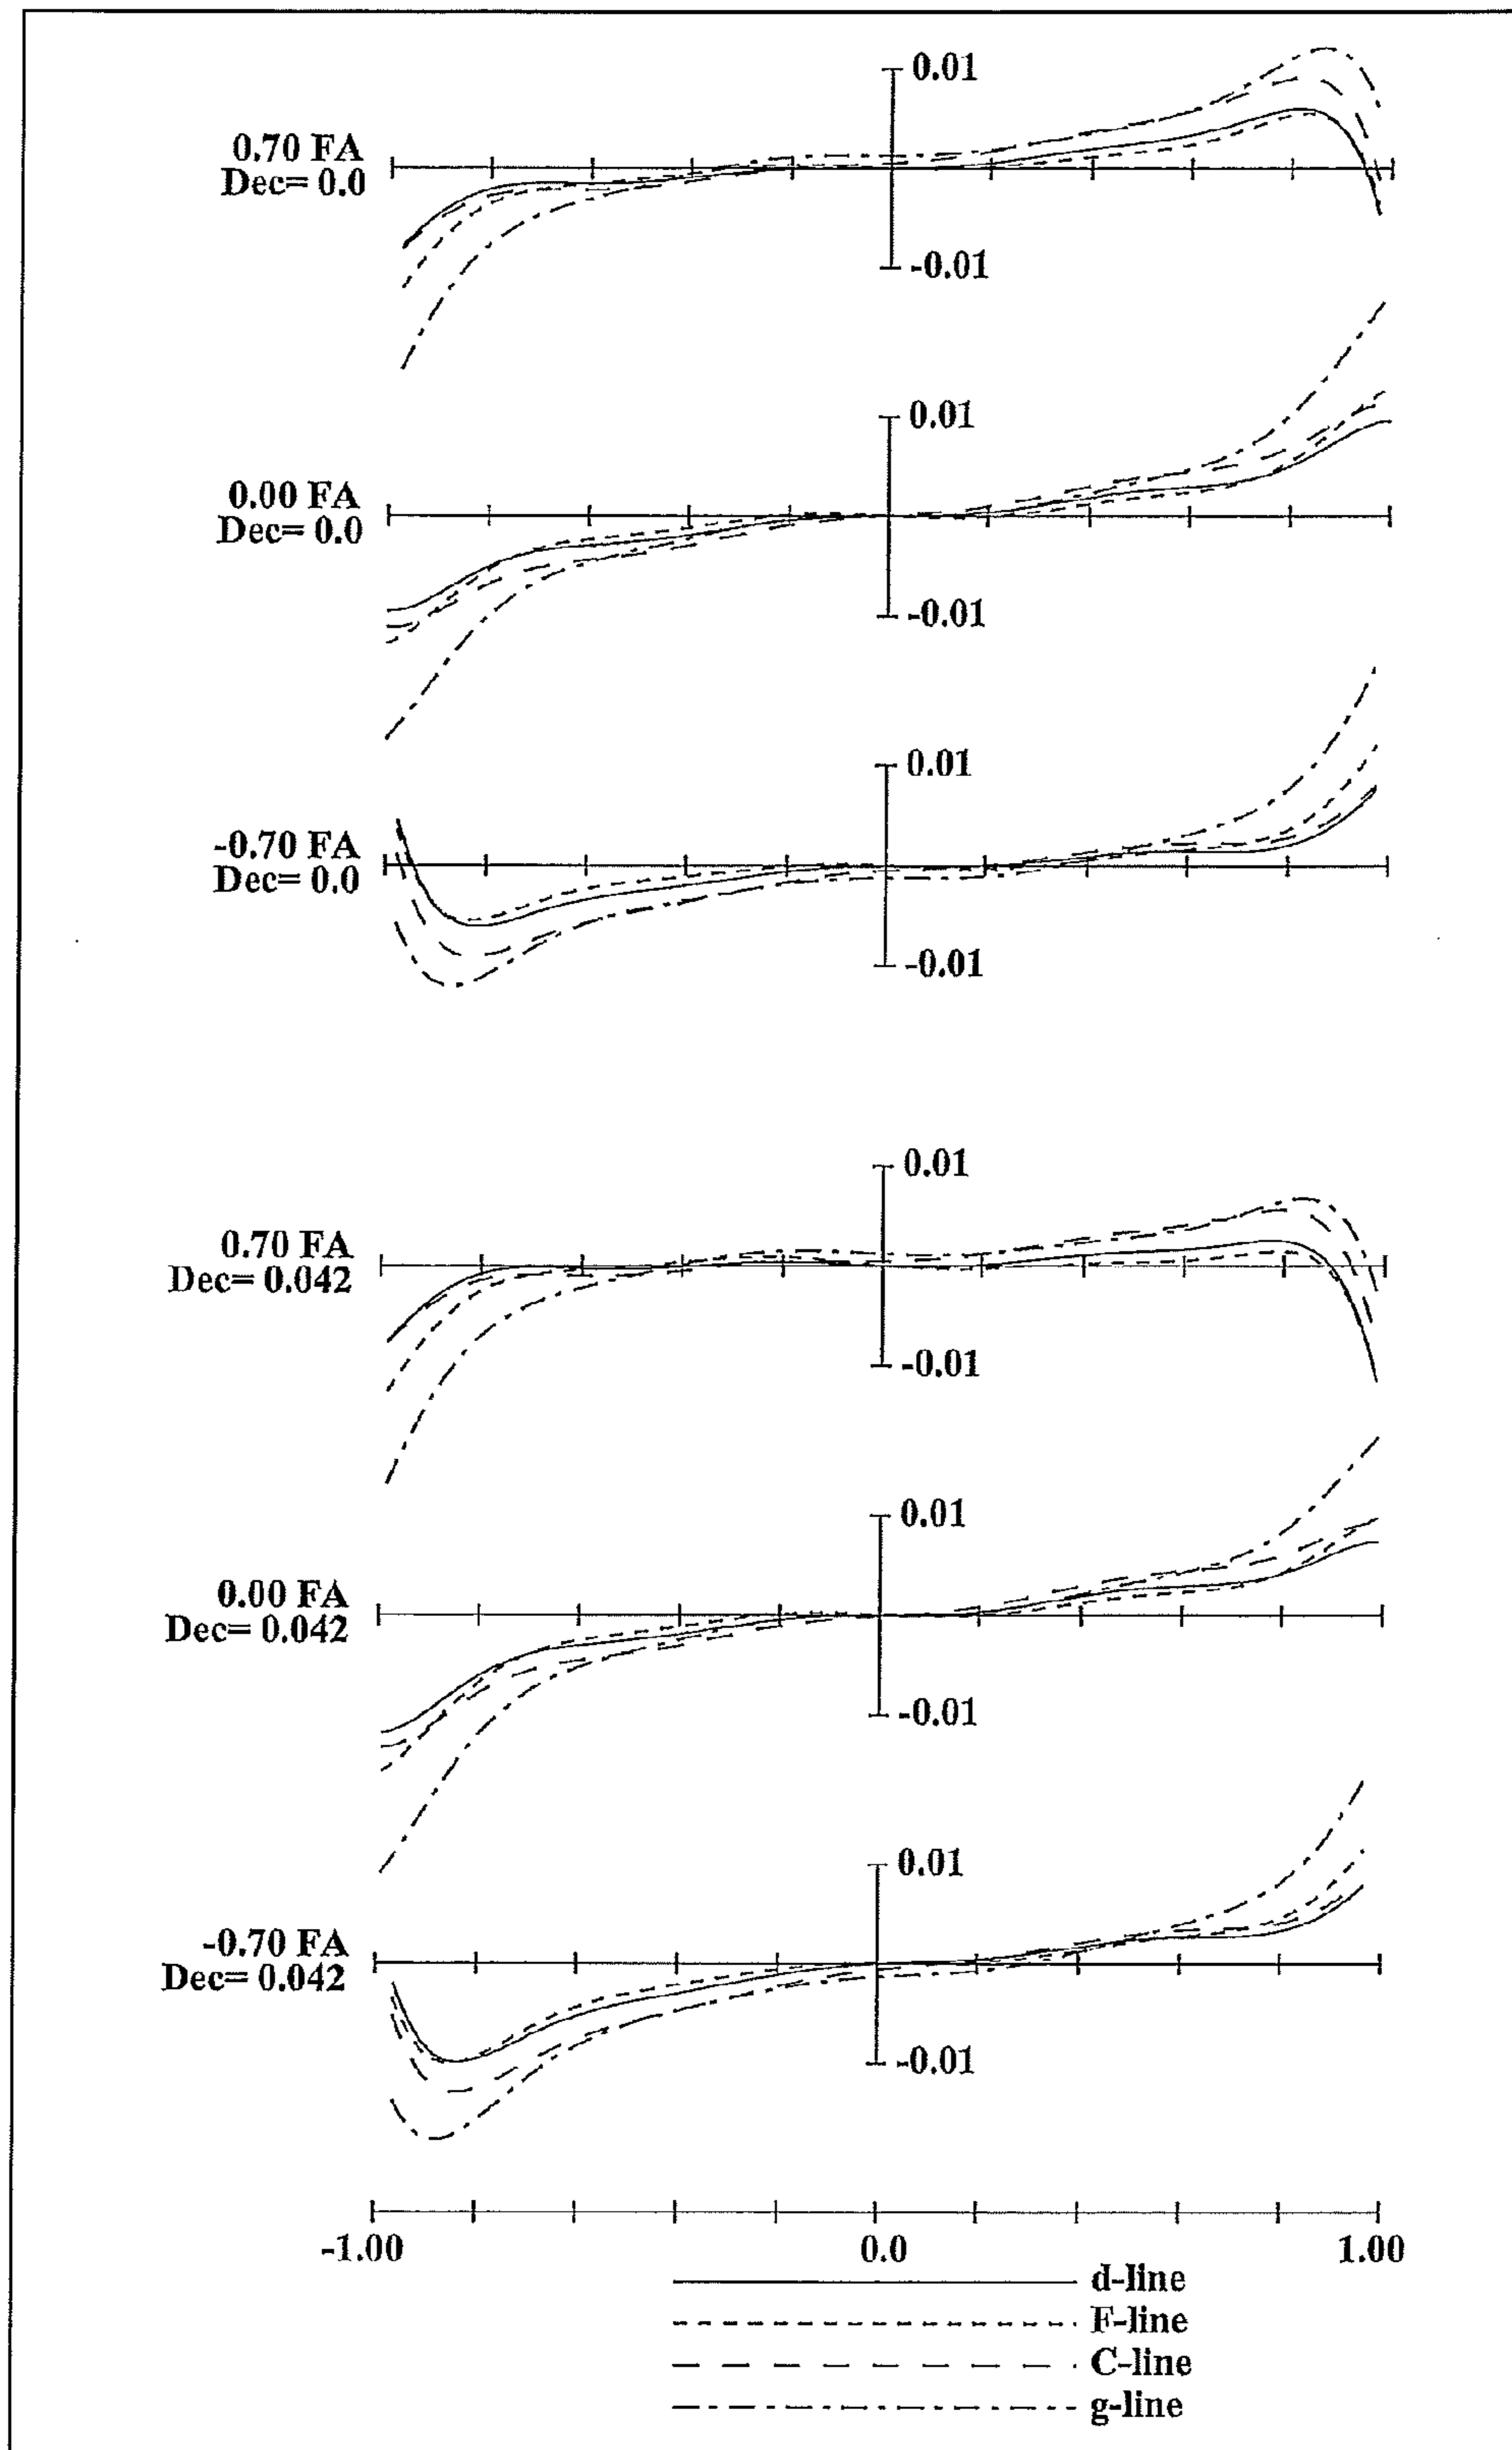 0.01
0.70 FA
Dec= 0.0
-0.01
0.01
0.00 FA
Dec= 0.0
-0.01
0.01
-0.70 FA
Dec= 0.0
-0.01
0.01
0.70 FA
Dec= 0.042
-0.01
0.01
0.00 FA
Dec= 0.042
-0.01
0.01
-0.70 FA
Dec= 0.042
-0.01
-1.00 0.0 1.00
d-line
F-line
C-line
g-line